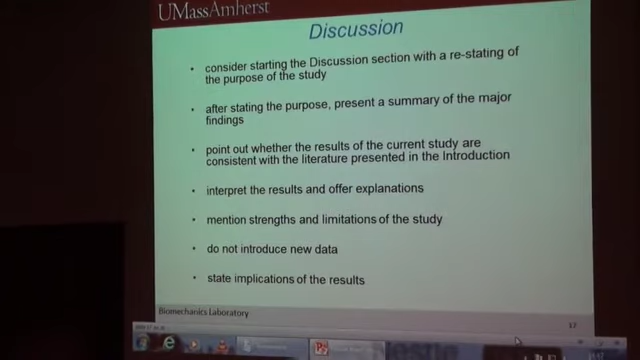 UMassAmherst
Discussion
• consider starting the Discussion section with a re-stating of
the purpose of the study
• after stating the purpose, present a summary of the major
findings
• point out whether the results of the current study are
consistent with the literature presented in the Introduction
• interpret the results and offer explanations
• mention strengths and limitations of the study
• do not introduce new data
• state implications of the results
Biomechanics Laboratory
17